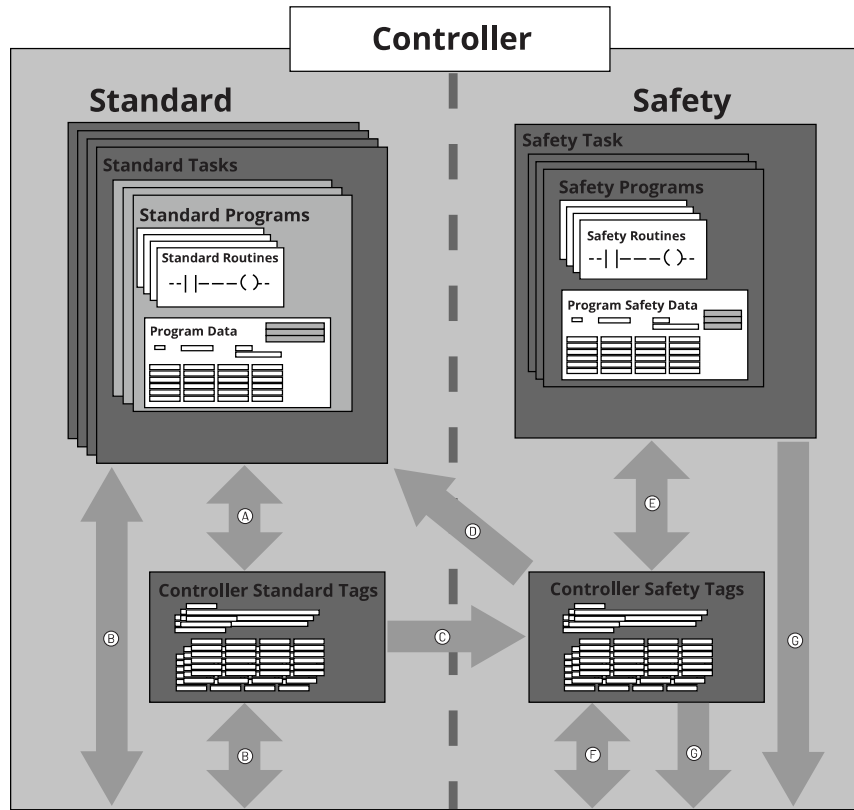 Controller
Standard
Safety
Standard Tasks
Standard Programs
Standard Routines
Program Data
Safety Task
Safety Programs
Safety Routines
Program Safety Data
A
D
E
Controller Standard Tags
Controller Safety Tags
B
C
G
B
F
G